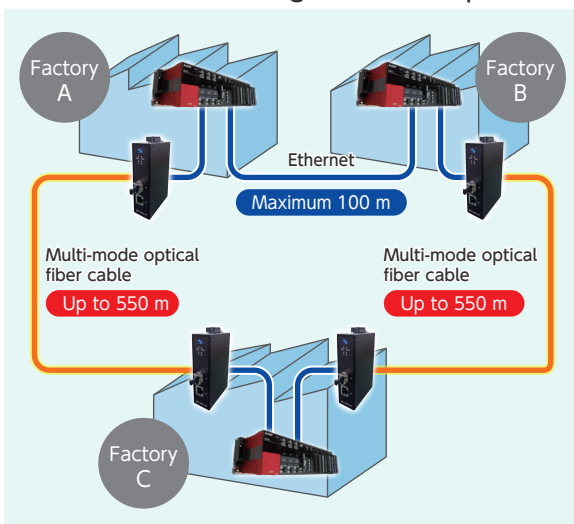 Factory
A
Factory
B
Ethernet
Maximum 100 m
Multi-mode optical
fiber cable
Up to 550 m
Multi-mode optical
fiber cable
Up to 550 m
Factory
C